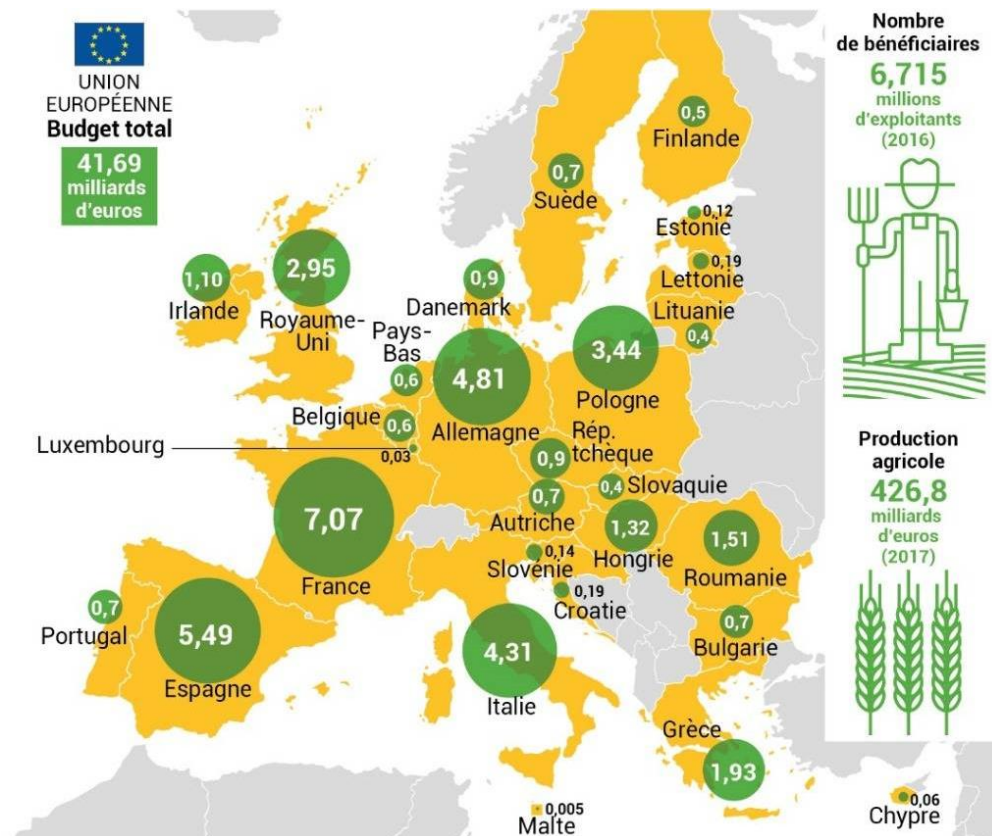 UNION
EUROPÉENNE
Budget total
41,69
milliards
d'euros
Nombre
de bénéficiaires
6,715
millions
d'exploitants
(2016)
Production
agricole
426,8
milliards
d'euros
(2017)
0,5
Finlande
0,7
Suède
0,12
Estonie
0,19
Lettonie
Lituanie
0,4
1,10
Irlande
2,95
Royaume-
Uni
0,9
Danemark
Pays-
Bas
0,6
4,81
Allemagne
3,44
Pologne
Belgique
0,6
Luxembourg
0,03
Rép.
tchèque
0,9
0,4
Slovaquie
0,7
Autriche
7,07
France
1,32
Hongrie
1,51
Roumanie
0,14
Slovénie
0,19
Croatie
0,7
Portugal
5,49
Espagne
4,31
Italie
0,7
Bulgarie
Grèce
1,93
0,005
Malte
0,06
Chypre